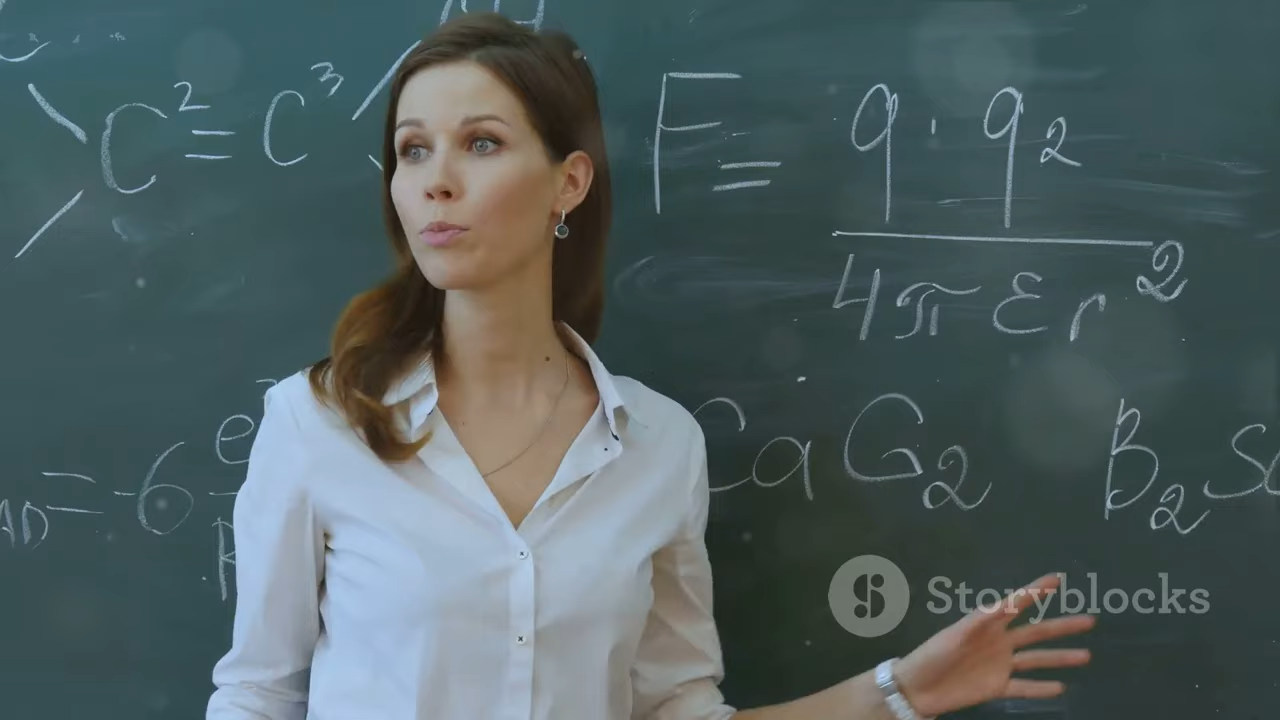 C² = C³
F = q · q₂
4πεr²
= -6 e
CaG₂ B₂S
Storyblocks